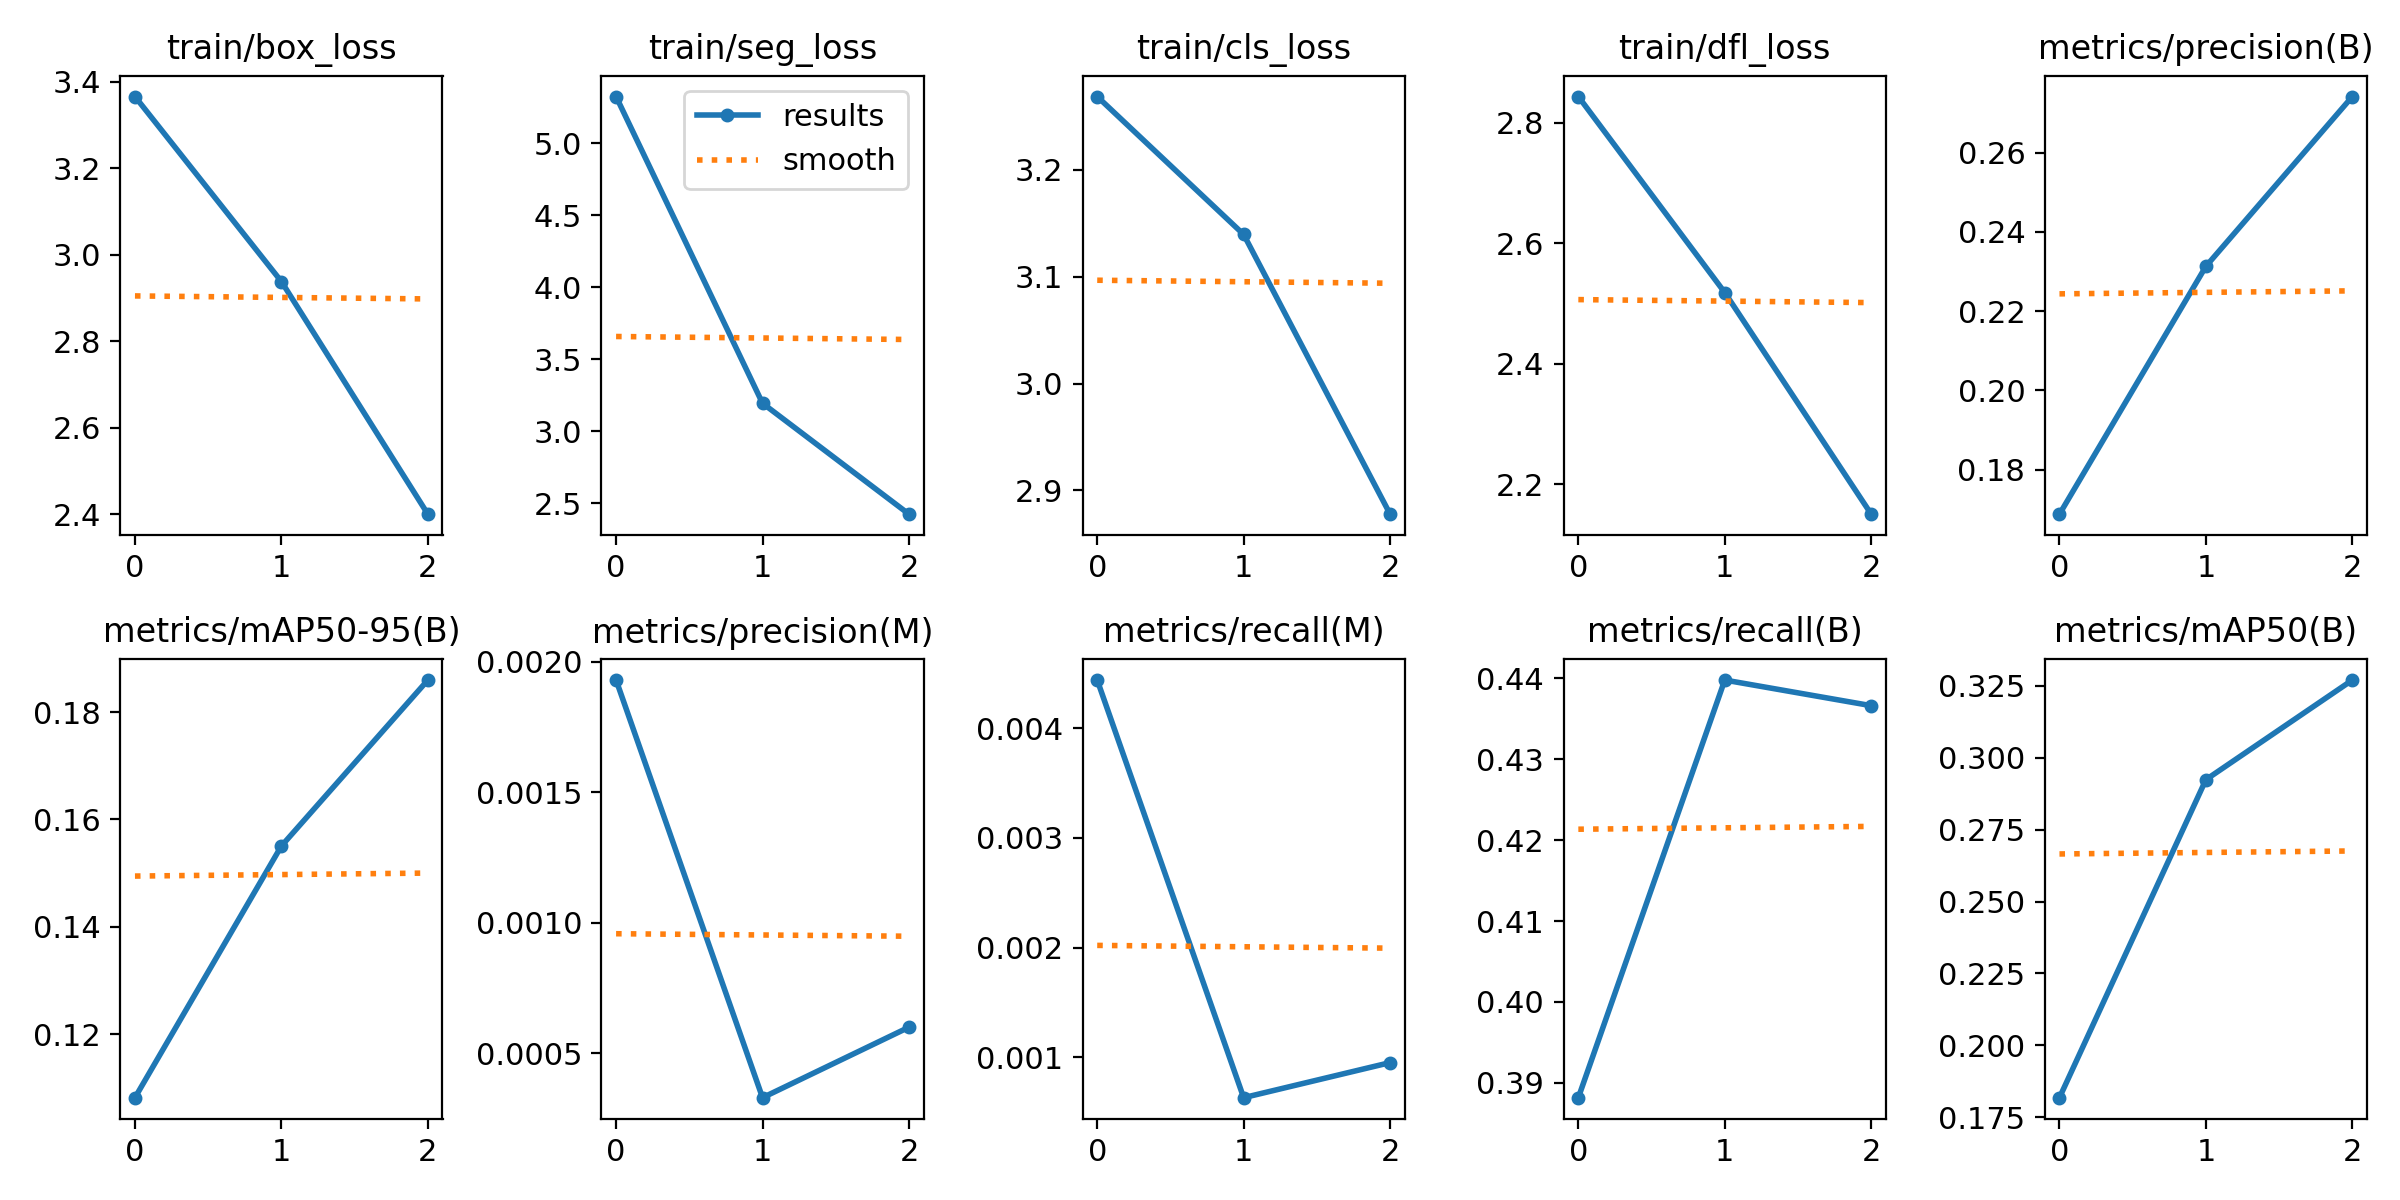 train/box_loss
3.4
3.2
3.0
2.8
2.6
2.4
0 1 2
train/seg_loss
results
smooth
5.0
4.5
4.0
3.5
3.0
2.5
0 1 2
train/cls_loss
3.2
3.1
3.0
2.9
0 1 2
train/dfl_loss
2.8
2.6
2.4
2.2
0 1 2
metrics/precision(B)
0.26
0.24
0.22
0.20
0.18
0 1 2
metrics/mAP50-95(B)
0.18
0.16
0.14
0.12
0 1 2
metrics/precision(M)
0.0020
0.0015
0.0010
0.0005
0 1 2
metrics/recall(M)
0.004
0.003
0.002
0.001
0 1 2
metrics/recall(B)
0.44
0.43
0.42
0.41
0.40
0.39
0 1 2
metrics/mAP50(B)
0.325
0.300
0.275
0.250
0.225
0.200
0.175
0 1 2